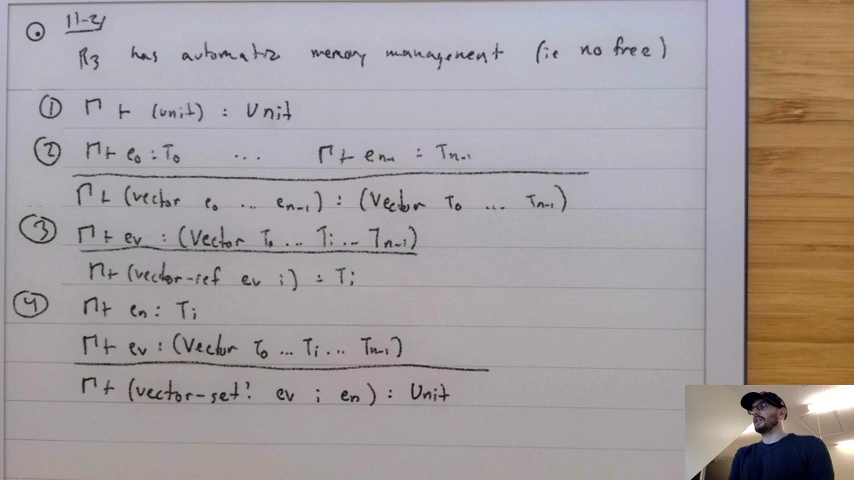 11-2/
R3 has automatic memory management (ie no free)
① Γ ⊢ (unit) : Unit
② Γ ⊢ e0 : T0 ... Γ ⊢ en-1 : Tn-1
Γ ⊢ (vector e0 ... en-1) : (Vector T0 ... Tn-1)
③ Γ ⊢ ev : (Vector T0 ... Ti ... Tn-1)
Γ ⊢ (vector-ref ev i) : Ti
④ Γ ⊢ en : Ti
Γ ⊢ ev : (Vector T0 ... Ti ... Tn-1)
Γ ⊢ (vector-set! ev i en) : Unit